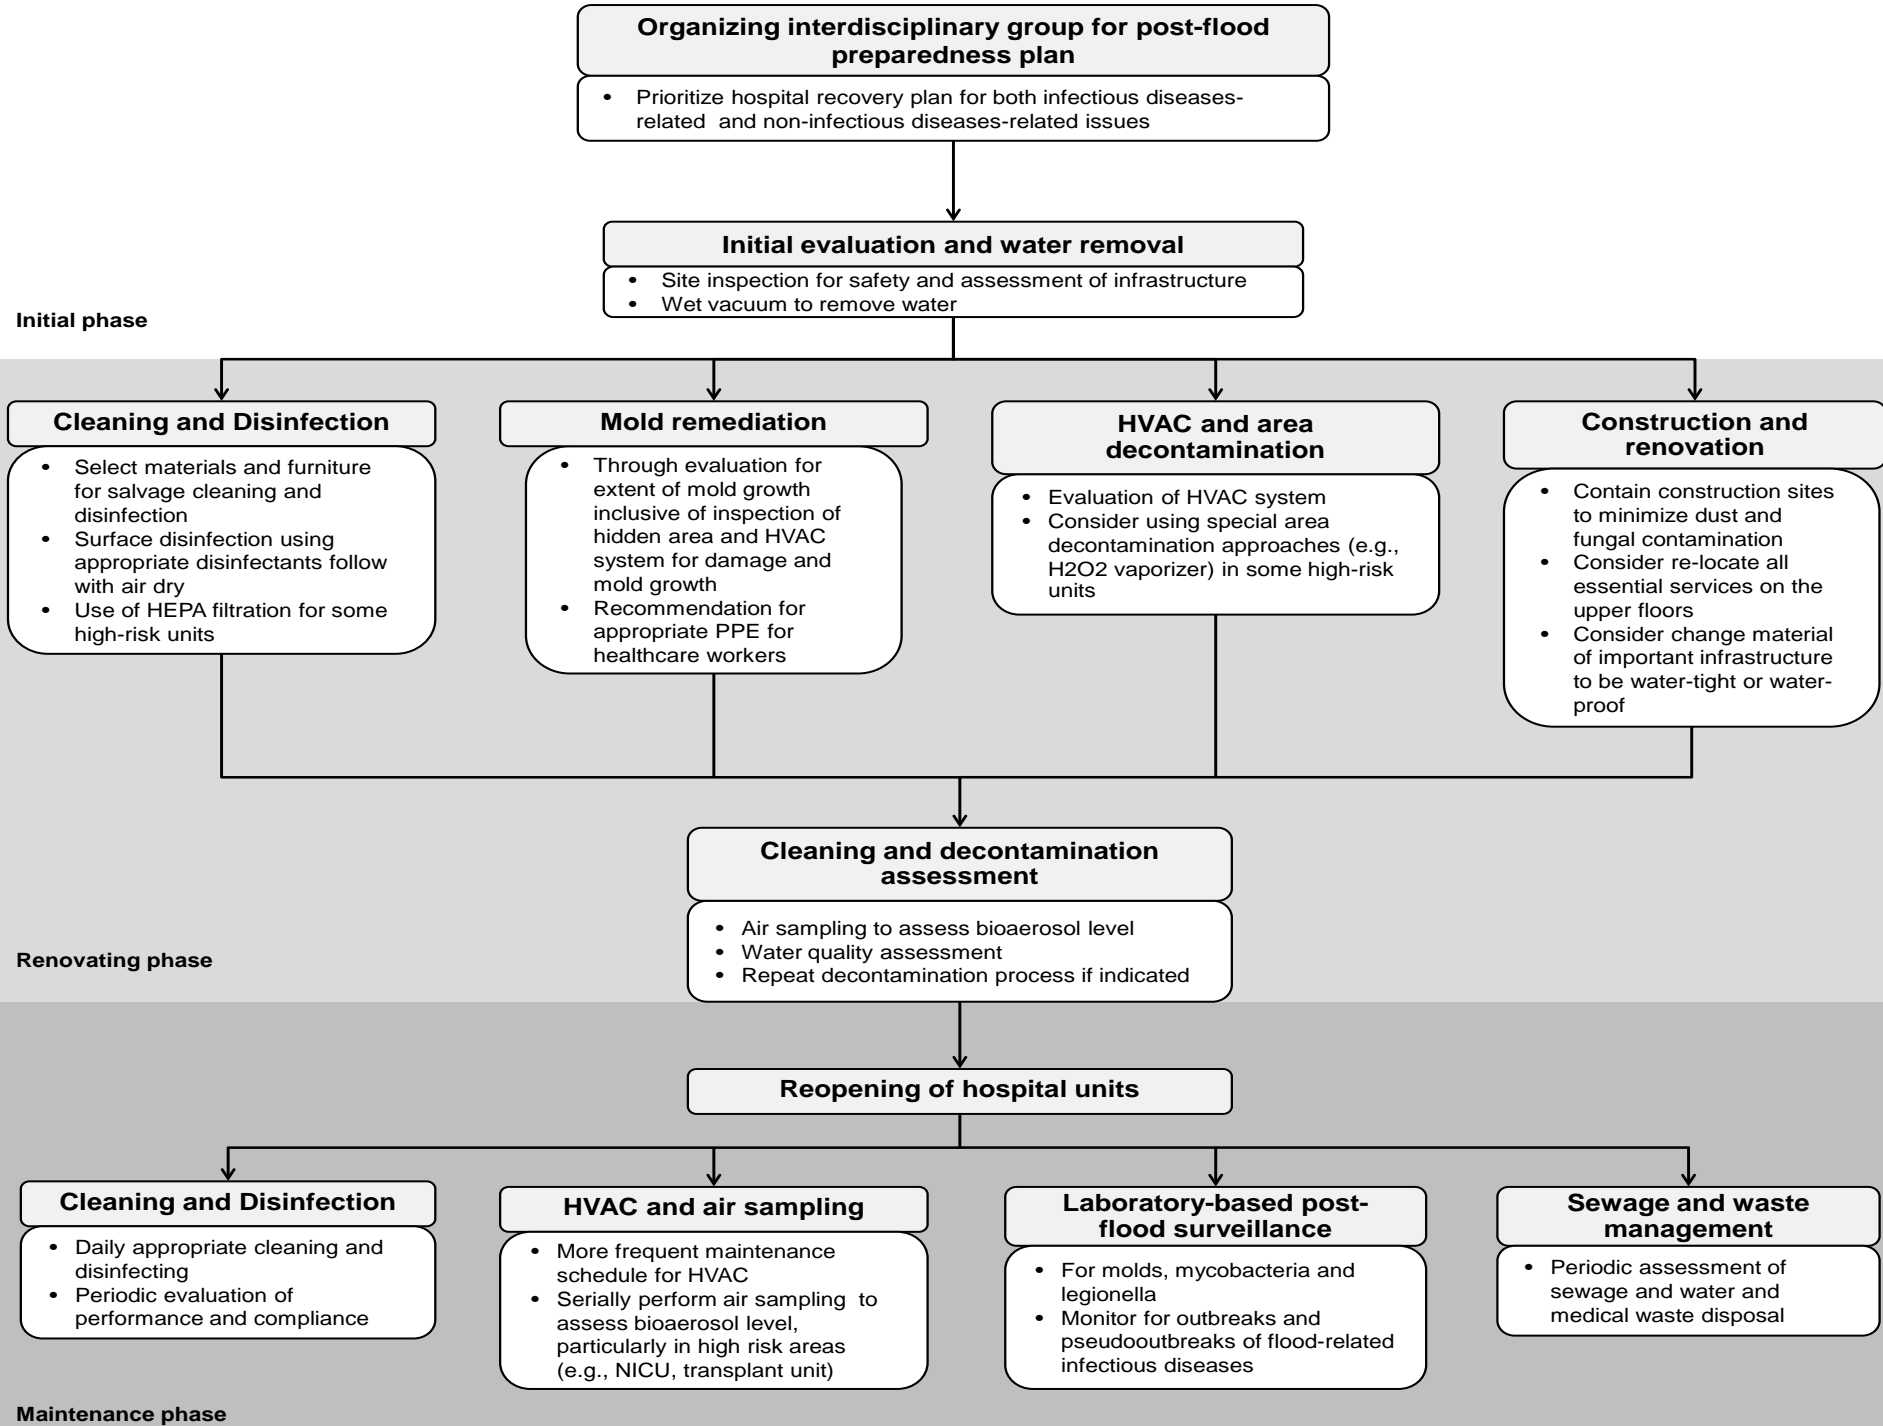 Organizing interdisciplinary group for post-flood
preparedness plan
• Prioritize hospital recovery plan for both infectious diseases-
related and non-infectious diseases-related issues
Initial evaluation and water removal
• Site inspection for safety and assessment of infrastructure
• Wet vacuum to remove water
Initial phase
Cleaning and Disinfection
• Select materials and furniture
for salvage cleaning and
disinfection
• Surface disinfection using
appropriate disinfectants follow
with air dry
• Use of HEPA filtration for some
high-risk units
Mold remediation
• Through evaluation for
extent of mold growth
inclusive of inspection of
hidden area and HVAC
system for damage and
mold growth
• Recommendation for
appropriate PPE for
healthcare workers
HVAC and area
decontamination
• Evaluation of HVAC system
• Consider using special area
decontamination approaches (e.g.,
H2O2 vaporizer) in some high-risk
units
Construction and
renovation
• Contain construction sites
to minimize dust and
fungal contamination
• Consider re-locate all
essential services on the
upper floors
• Consider change material
of important infrastructure
to be water-tight or water-
proof
Cleaning and decontamination
assessment
• Air sampling to assess bioaerosol level
• Water quality assessment
• Repeat decontamination process if indicated
Renovating phase
Reopening of hospital units
Cleaning and Disinfection
• Daily appropriate cleaning and
disinfecting
• Periodic evaluation of
performance and compliance
HVAC and air sampling
• More frequent maintenance
schedule for HVAC
• Serially perform air sampling to
assess bioaerosol level,
particularly in high risk areas
(e.g., NICU, transplant unit)
Laboratory-based post-
flood surveillance
• For molds, mycobacteria and
legionella
• Monitor for outbreaks and
pseudooutbreaks of flood-related
infectious diseases
Sewage and waste
management
• Periodic assessment of
sewage and water and
medical waste disposal
Maintenance phase